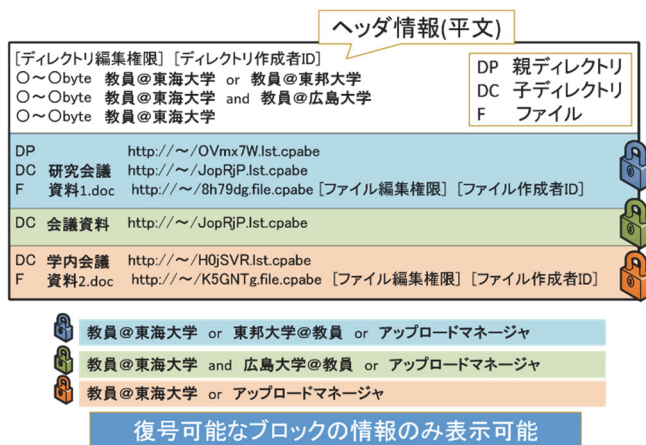 ヘッダ情報(平文)
[ディレクトリ編集権限] [ディレクトリ作成者ID]
〇~〇byte 教員@東海大学 or 教員@東邦大学
〇~〇byte 教員@東海大学 and 教員@広島大学
〇~〇byte 教員@東海大学
DP 親ディレクトリ
DC 子ディレクトリ
F ファイル
DP http://~/OVmx7W.lst.cpabe
DC 研究会議 http://~/JopRjP.lst.cpabe
F 資料1.doc http://~/8h79dg.file.cpabe [ファイル編集権限] [ファイル作成者ID]
DC 会議資料 http://~/JopRjP.lst.cpabe
DC 学内会議 http://~/H0jSVR.lst.cpabe
F 資料2.doc http://~/K5GNTg.file.cpabe [ファイル編集権限] [ファイル作成者ID]
教員@東海大学 or 東邦大学@教員 or アップロードマネージャ
教員@東海大学 and 広島大学@教員 or アップロードマネージャ
教員@東海大学 or アップロードマネージャ
復号可能なブロックの情報のみ表示可能